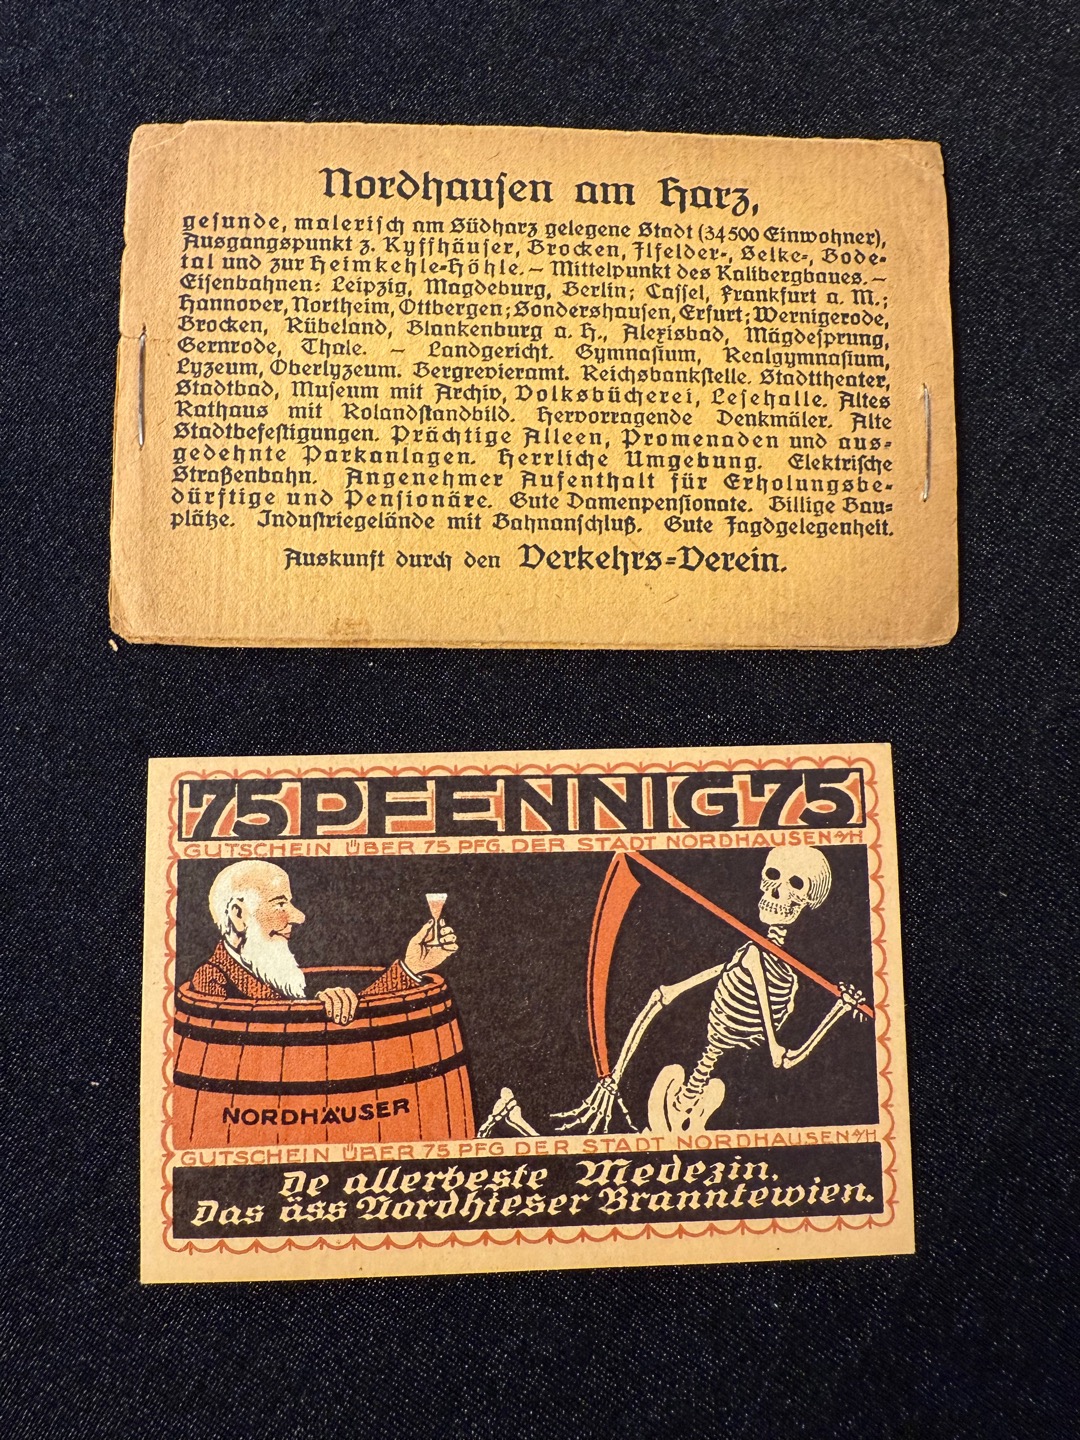 Nordhausen am Harz,
gesunde, malerisch am Südharz gelegene Stadt (34500 Einwohner),
Ausgangspunkt z. Kyffhäuser, Brocken, Ilfelder-, Selke-, Bode-
tal und zur Heimkehle-Höhle. – Mittelpunkt des Kalibergbaues. –
Eisenbahnen: Leipzig, Magdeburg, Berlin; Cassel, Frankfurt a. M.;
Hannover, Northeim, Ottbergen; Sondershausen, Erfurt; Wernigerode,
Brocken, Rübeland, Blankenburg a. H., Alexisbad, Mägdesprung,
Gernrode, Thale. – Landgericht. Gymnasium, Realgymnasium,
Lyzeum, Oberlyzeum. Bergrevieramt. Reichsbankstelle. Stadttheater,
Stadtbad, Museum mit Archiv, Volksbücherei, Lesehalle. Altes
Rathaus mit Rolandstandbild. Hervorragende Denkmäler. Alte
Stadtbefestigungen. Prächtige Alleen, Promenaden und aus-
gedehnte Parkanlagen. Herrliche Umgebung. Elektrische
Straßenbahn. Angenehmer Aufenthalt für Erholungsbe-
dürftige und Pensionäre. Gute Damenpensionate. Billige Bau-
plätze. Industriegelände mit Bahnanschluß. Gute Jagdgelegenheit.
Auskunft durch den Verkehrs-Verein.
75 PFENNIG 75
GUTSCHEIN ÜBER 75 PFG. DER STADT NORDHAUSEN a/H
NORDHÄUSER
GUTSCHEIN ÜBER 75 PFG DER STADT NORDHAUSEN a/H
De allerbeste Medezin,
Das äss Nordhieser Branntewien.